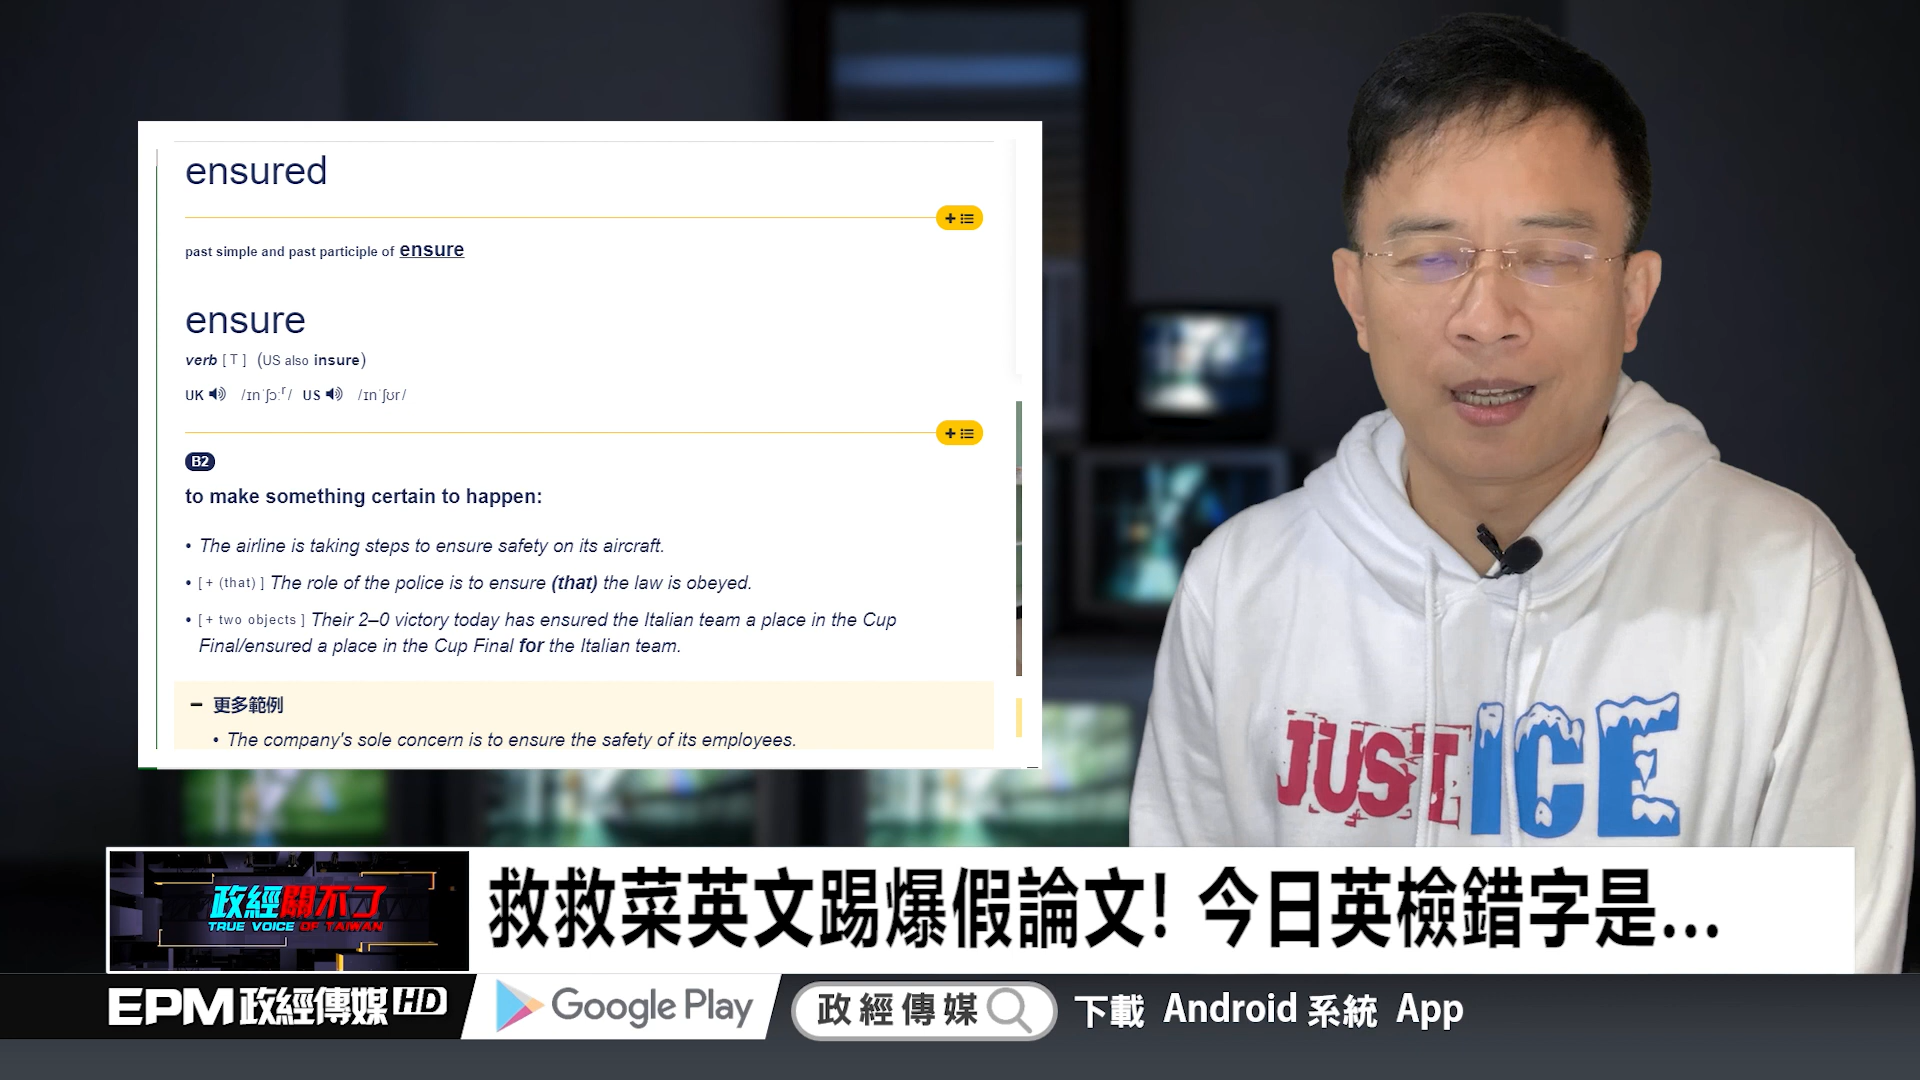 ensured
past simple and past participle of ensure
ensure
verb [ T ] (US also insure)
UK /ɪnˈʃɔːʳ/ US /ɪnˈʃʊr/
B2
to make something certain to happen:
• The airline is taking steps to ensure safety on its aircraft.
• [ + (that) ] The role of the police is to ensure (that) the law is obeyed.
• [ + two objects ] Their 2–0 victory today has ensured the Italian team a place in the Cup
Final/ensured a place in the Cup Final for the Italian team.
– 更多範例
• The company's sole concern is to ensure the safety of its employees.
JUSTICE
政經關不了
TRUE VOICE OF TAIWAN
救救菜英文踢爆假論文! 今日英檢錯字是...
EPM政經傳媒HD
Google Play
政經傳媒
下載 Android 系統 App